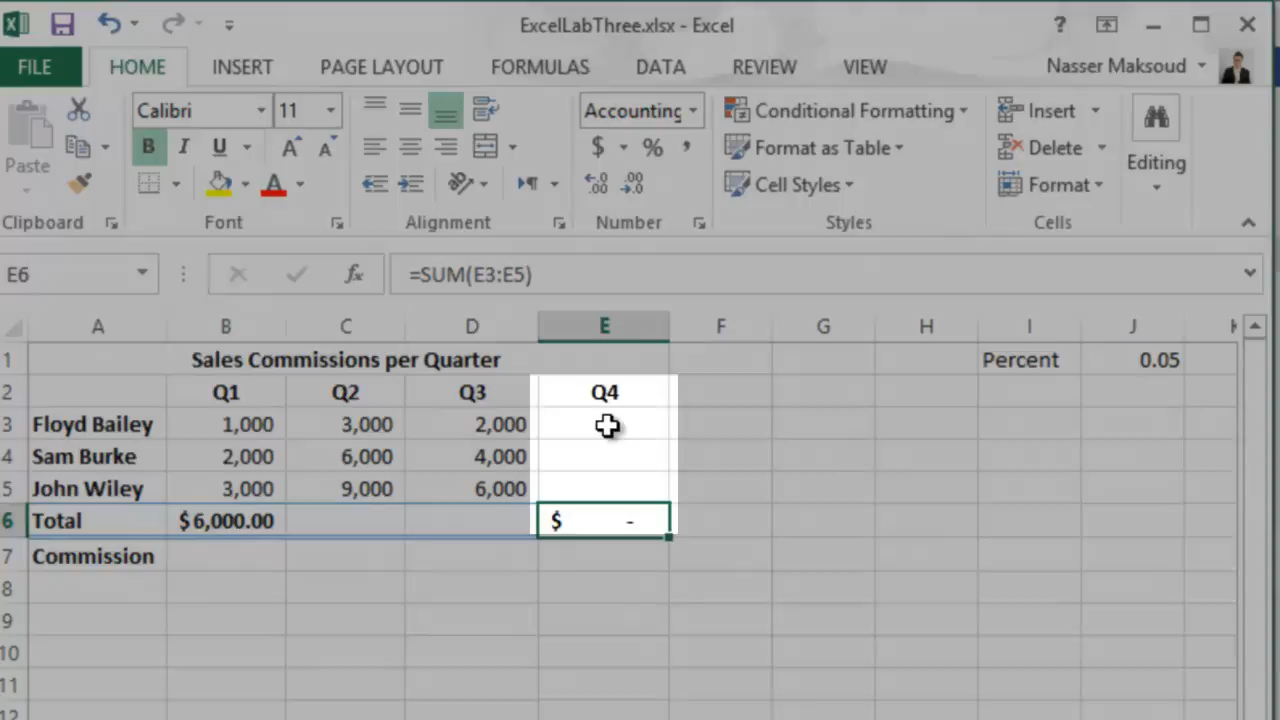 ExcelLabThree.xlsx - Excel
?
FILE HOME INSERT PAGE LAYOUT FORMULAS DATA REVIEW VIEW Nasser Maksoud
Paste
Calibri 11
B I U A A A
Accounting
$ % ,
.00 .00
.0
Conditional Formatting
Format as Table
Cell Styles
Insert
Delete
Format
Editing
Clipboard Font Alignment Number Styles Cells
E6 fx =SUM(E3:E5)
A B C D E F G H I J
1 Sales Commissions per Quarter Percent 0.05
2 Q1 Q2 Q3 Q4
3 Floyd Bailey 1,000 3,000 2,000
4 Sam Burke 2,000 6,000 4,000
5 John Wiley 3,000 9,000 6,000
6 Total $6,000.00 $ -
7 Commission
8
9
10
11
12